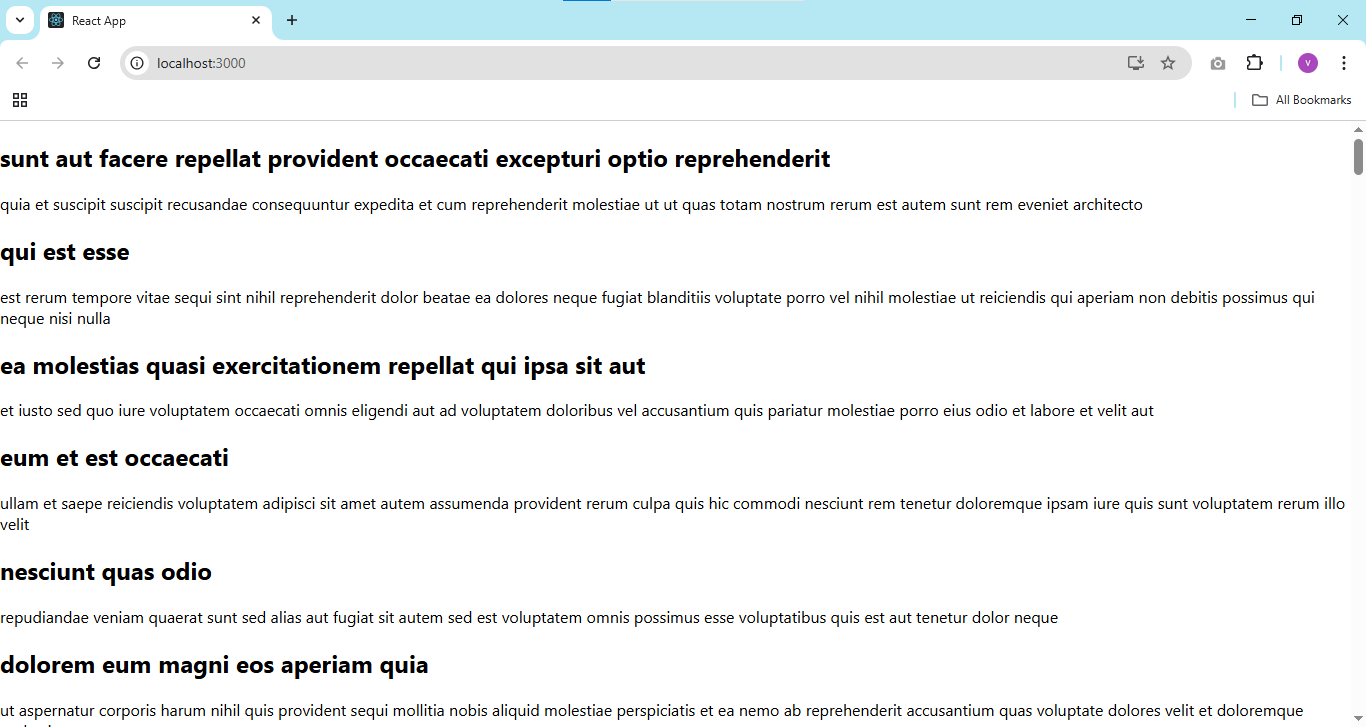 React App
localhost:3000
All Bookmarks
sunt aut facere repellat provident occaecati excepturi optio reprehenderit
quia et suscipit suscipit recusandae consequuntur expedita et cum reprehenderit molestiae ut ut quas totam nostrum rerum est autem sunt rem eveniet architecto
qui est esse
est rerum tempore vitae sequi sint nihil reprehenderit dolor beatae ea dolores neque fugiat blanditiis voluptate porro vel nihil molestiae ut reiciendis qui aperiam non debitis possimus qui
neque nisi nulla
ea molestias quasi exercitationem repellat qui ipsa sit aut
et iusto sed quo iure voluptatem occaecati omnis eligendi aut ad voluptatem doloribus vel accusantium quis pariatur molestiae porro eius odio et labore et velit aut
eum et est occaecati
ullam et saepe reiciendis voluptatem adipisci sit amet autem assumenda provident rerum culpa quis hic commodi nesciunt rem tenetur doloremque ipsam iure quis sunt voluptatem rerum illo
velit
nesciunt quas odio
repudiandae veniam quaerat sunt sed alias aut fugiat sit autem sed est voluptatem omnis possimus esse voluptatibus quis est aut tenetur dolor neque
dolorem eum magni eos aperiam quia
ut aspernatur corporis harum nihil quis provident sequi mollitia nobis aliquid molestiae perspiciatis et ea nemo ab reprehenderit accusantium quas voluptate dolores velit et doloremque